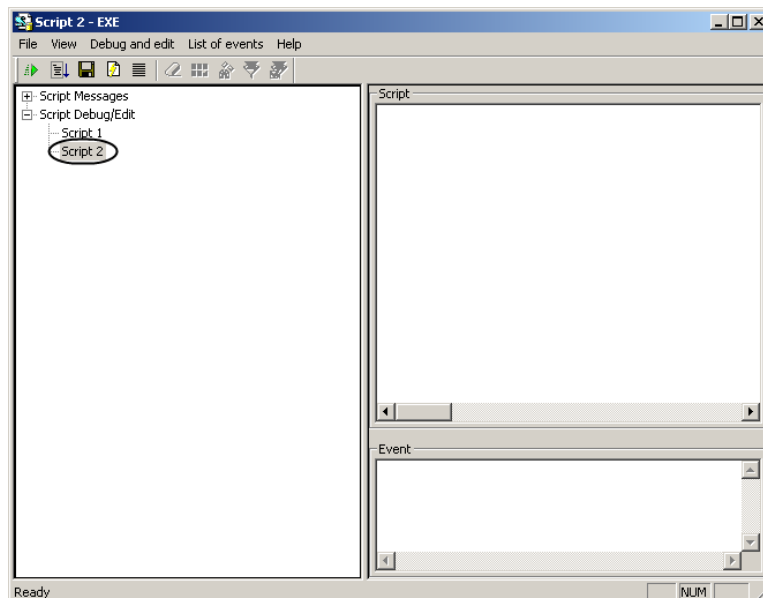 Script 2 - EXE
File View Debug and edit List of events Help
Script Messages
Script Debug/Edit
Script 1
Script 2
Script
Event
Ready
NUM